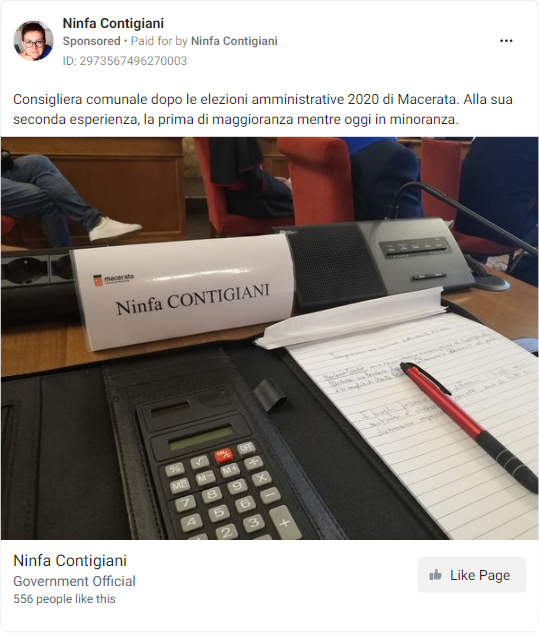 Ninfa Contigiani
Sponsored • Paid for by Ninfa Contigiani
ID: 2973567496270003
Consigliera comunale dopo le elezioni amministrative 2020 di Macerata. Alla sua
seconda esperienza, la prima di maggioranza mentre oggi in minoranza.
macerata
Ninfa CONTIGIANI
%
√
OFF
MR
M-
M+
÷
7
8
9
×
4
5
6
-
1
2
3
+
Ninfa Contigiani
Government Official
556 people like this
Like Page